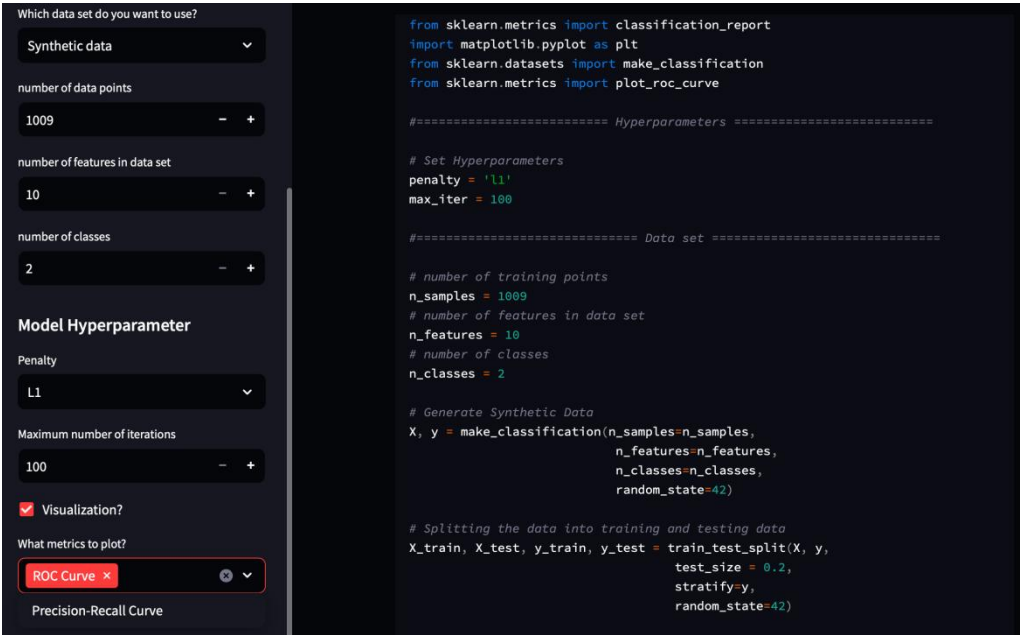 Which data set do you want to use?
Synthetic data
number of data points
1009
− +
number of features in data set
10
− +
number of classes
2
− +
Model Hyperparameter
Penalty
L1
Maximum number of iterations
100
− +
Visualization?
What metrics to plot?
ROC Curve ×
Precision-Recall Curve
from sklearn.metrics import classification_report
import matplotlib.pyplot as plt
from sklearn.datasets import make_classification
from sklearn.metrics import plot_roc_curve
#========================== Hyperparameters ===========================
# Set Hyperparameters
penalty = 'l1'
max_iter = 100
#============================== Data set ===============================
# number of training points
n_samples = 1009
# number of features in data set
n_features = 10
# number of classes
n_classes = 2
# Generate Synthetic Data
X, y = make_classification(n_samples=n_samples,
n_features=n_features,
n_classes=n_classes,
random_state=42)
# Splitting the data into training and testing data
X_train, X_test, y_train, y_test = train_test_split(X, y,
test_size = 0.2,
stratify=y,
random_state=42)